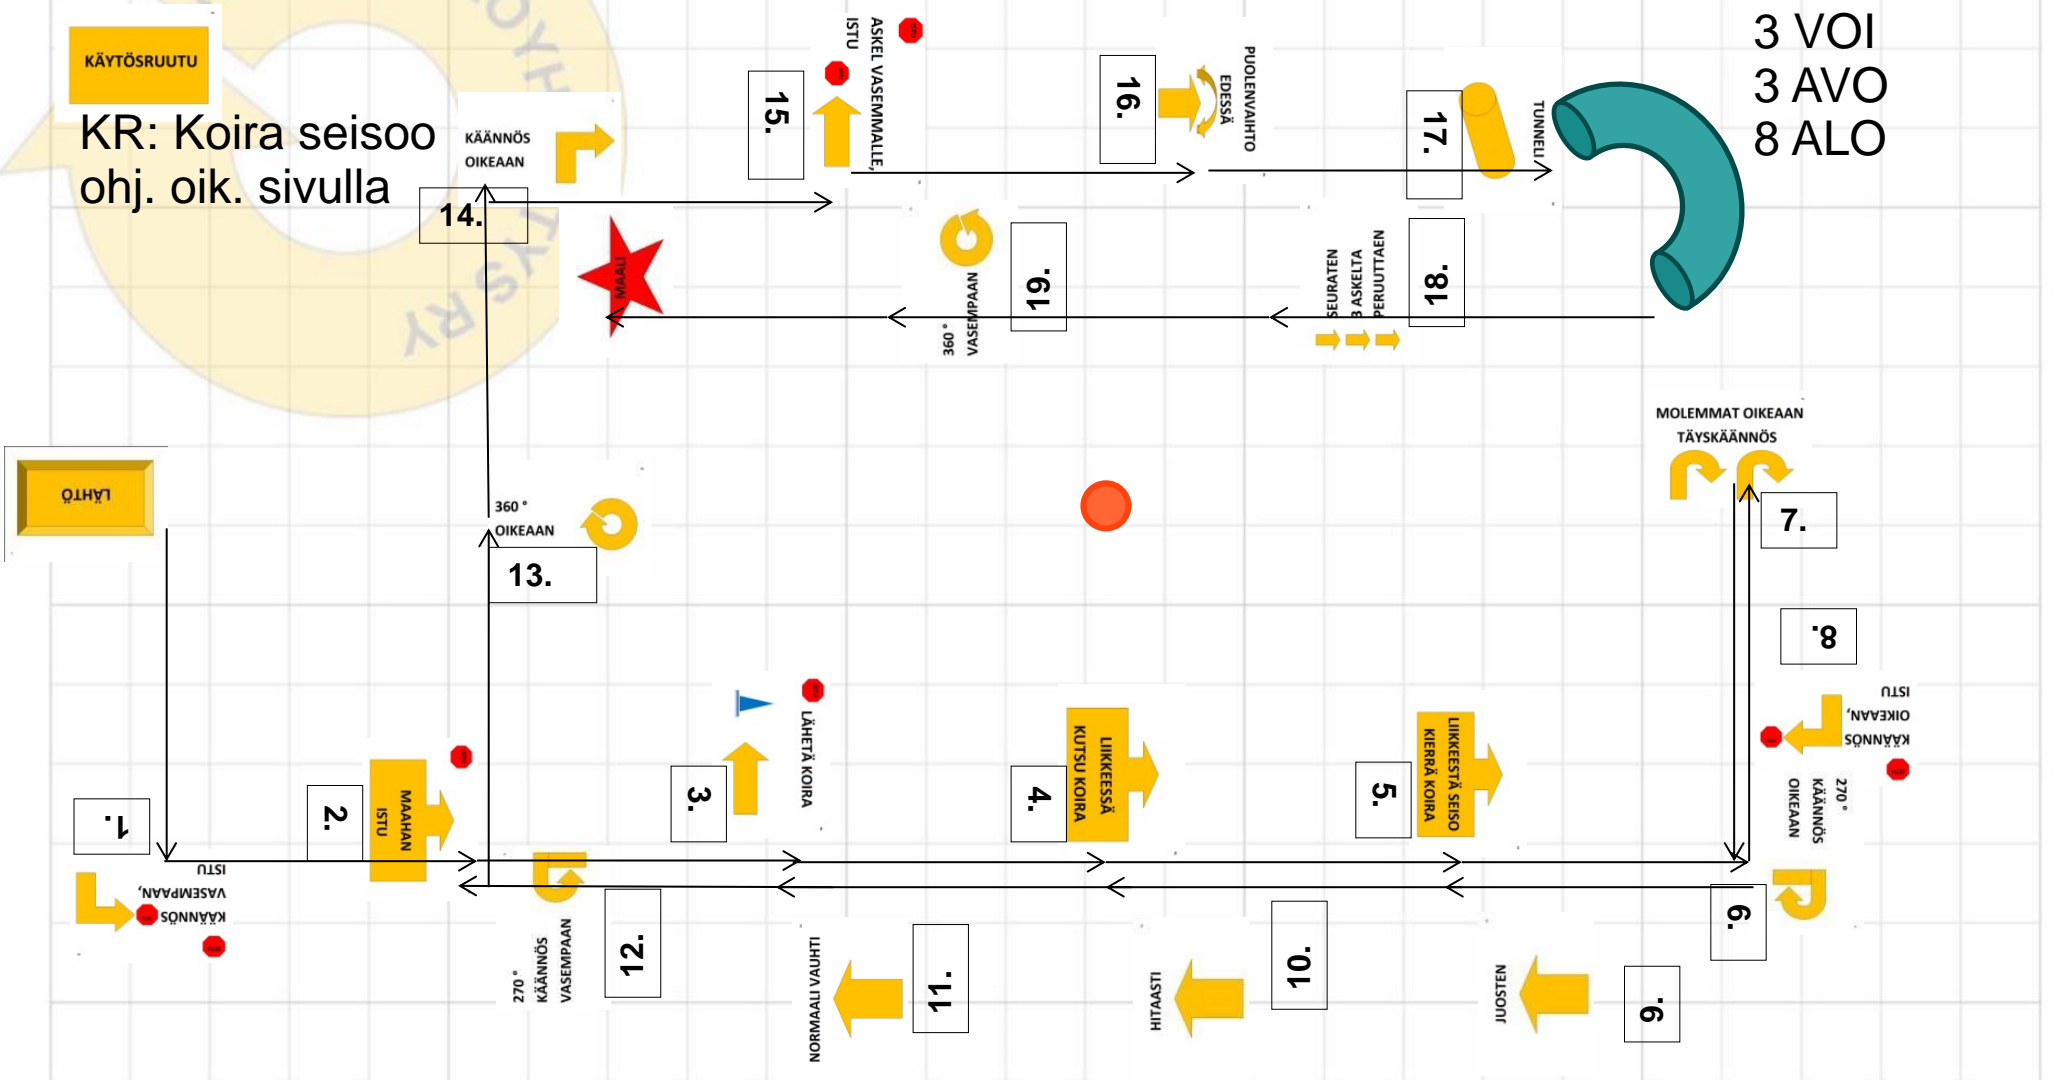 KÄYTÖSRUUTU
KR: Koira seisoo
ohj. oik. sivulla
3 VOI
3 AVO
8 ALO
LÄHTÖ
1.
KÄÄNNÖS
VASEMPAAN,
ISTU
2.
MAAHAN
ISTU
3.
LÄHETÄ KOIRA
4.
LIIKKEESSÄ
KUTSU KOIRA
5.
LIIKKEESTÄ SEISO
KIERRÄ KOIRA
6.
270 °
KÄÄNNÖS
OIKEAAN
7.
MOLEMMAT OIKEAAN
TÄYSKÄÄNNÖS
8.
KÄÄNNÖS
OIKEAAN,
ISTU
9.
JUOSTEN
10.
HITAASTI
11.
NORMAALI VAUHTI
12.
270 °
KÄÄNNÖS
VASEMPAAN
13.
360 °
OIKEAAN
14.
KÄÄNNÖS
OIKEAAN
15.
ASKEL VASEMMALLE,
ISTU
16.
PUOLENVAIHTO
EDESSÄ
17.
TUNNELI
18.
SEURATEN
3 ASKELTA
PERUUTTAEN
19.
360 °
VASEMPAAN
MAALI
TYS RY